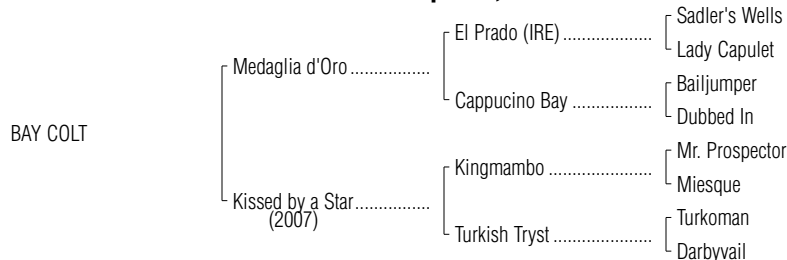 Sadler's Wells
El Prado (IRE) ....................
Lady Capulet
Medaglia d'Oro .................
Bailjumper
Cappucino Bay .................
Dubbed In
BAY COLT
Mr. Prospector
Kingmambo ......................
Miesque
Kissed by a Star ................
(2007)
Turkoman
Turkish Tryst .....................
Darbyvail